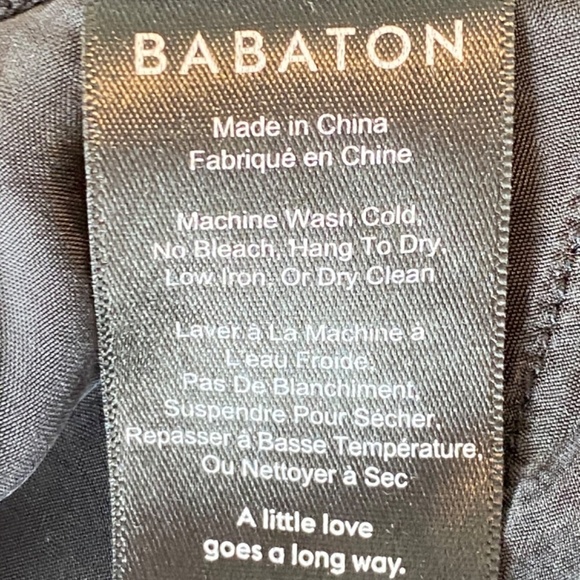 BABATON
Made in China
Fabriqué en Chine
Machine Wash Cold,
No Bleach, Hang To Dry,
Low Iron, Or Dry Clean
Laver à La Machine à
L'eau Froide,
Pas De Blanchiment,
Suspendre Pour Sécher,
Repasser à Basse Température,
Ou Nettoyer à Sec
A little love
goes a long way.